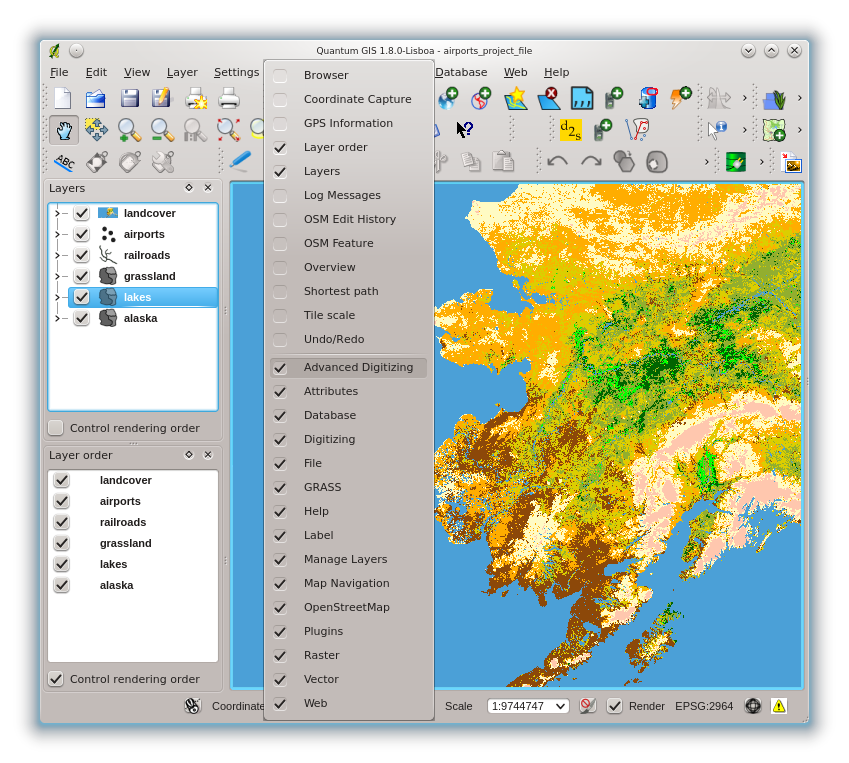 Quantum GIS 1.8.0-Lisboa - airports_project_file
File Edit View Layer Settings Database Web Help
d2s
ABC
Layers
landcover
airports
railroads
grassland
lakes
alaska
Control rendering order
Layer order
landcover
airports
railroads
grassland
lakes
alaska
Control rendering order
Browser
Coordinate Capture
GPS Information
Layer order
Layers
Log Messages
OSM Edit History
OSM Feature
Overview
Shortest path
Tile scale
Undo/Redo
Advanced Digitizing
Attributes
Database
Digitizing
File
GRASS
Help
Label
Manage Layers
Map Navigation
OpenStreetMap
Plugins
Raster
Vector
Web
Coordinate Scale 1:9744747 Render EPSG:2964